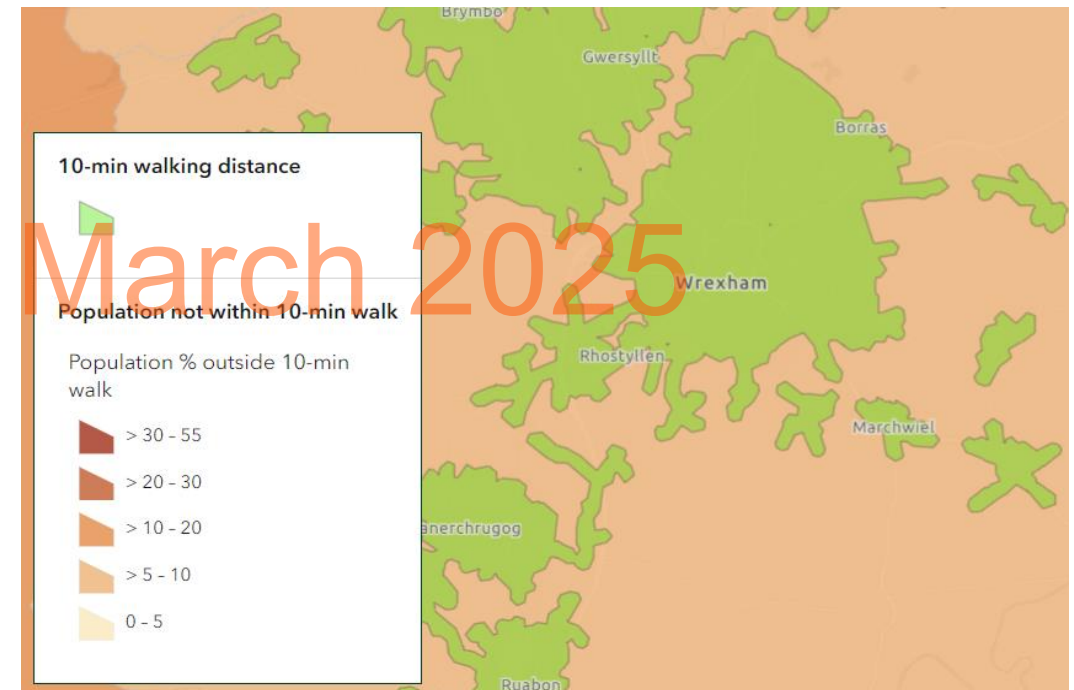 Brymbo
Gwersyllt
Borras
10-min walking distance
March 2025
Wrexham
Population not within 10-min walk
Rhostyllen
Population % outside 10-min
walk
> 30 - 55
Marchwiel
> 20 - 30
> 10 - 20
ânerchrugog
> 5 - 10
0 - 5
Ruabon